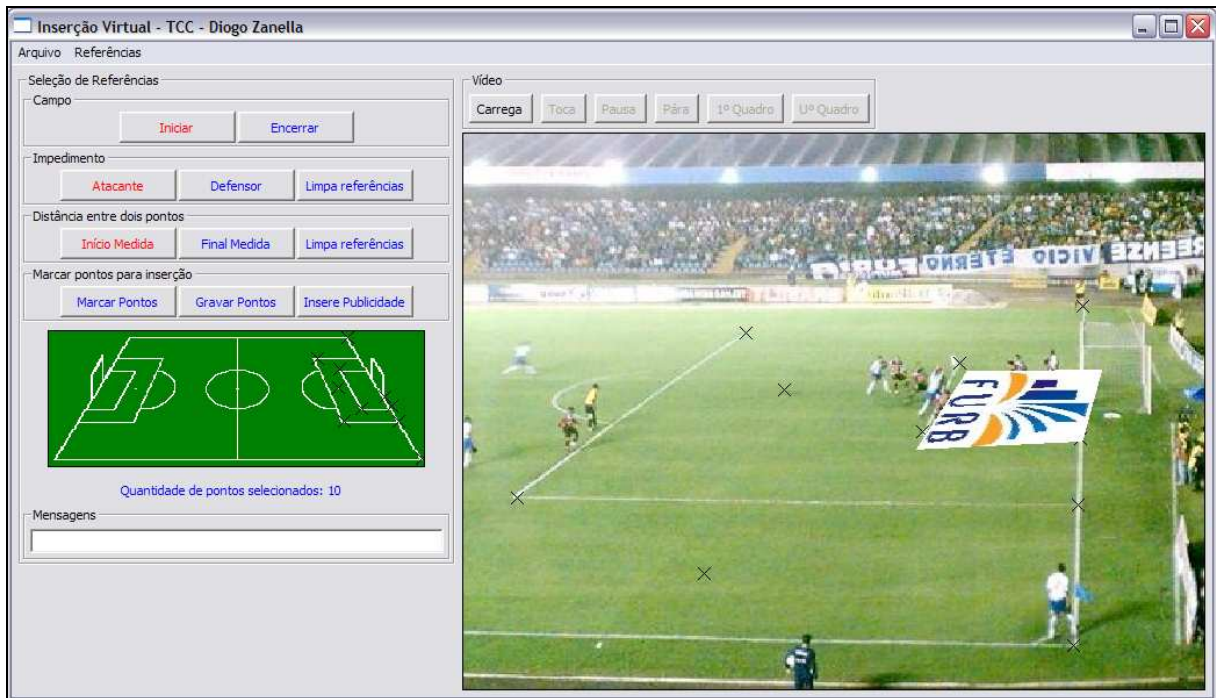 Inserção Virtual - TCC - Diogo Zanella
Arquivo Referências
Seleção de Referências
Campo
Iniciar Encerrar
Impedimento
Atacante Defensor Limpa referências
Distância entre dois pontos
Início Medida Final Medida Limpa referências
Marcar pontos para inserção
Marcar Pontos Gravar Pontos Insere Publicidade
Quantidade de pontos selecionados: 10
Mensagens
Vídeo
Carrega Toca Pausa Pára 1º Quadro Uº Quadro
VICIO ETERNO
FURB